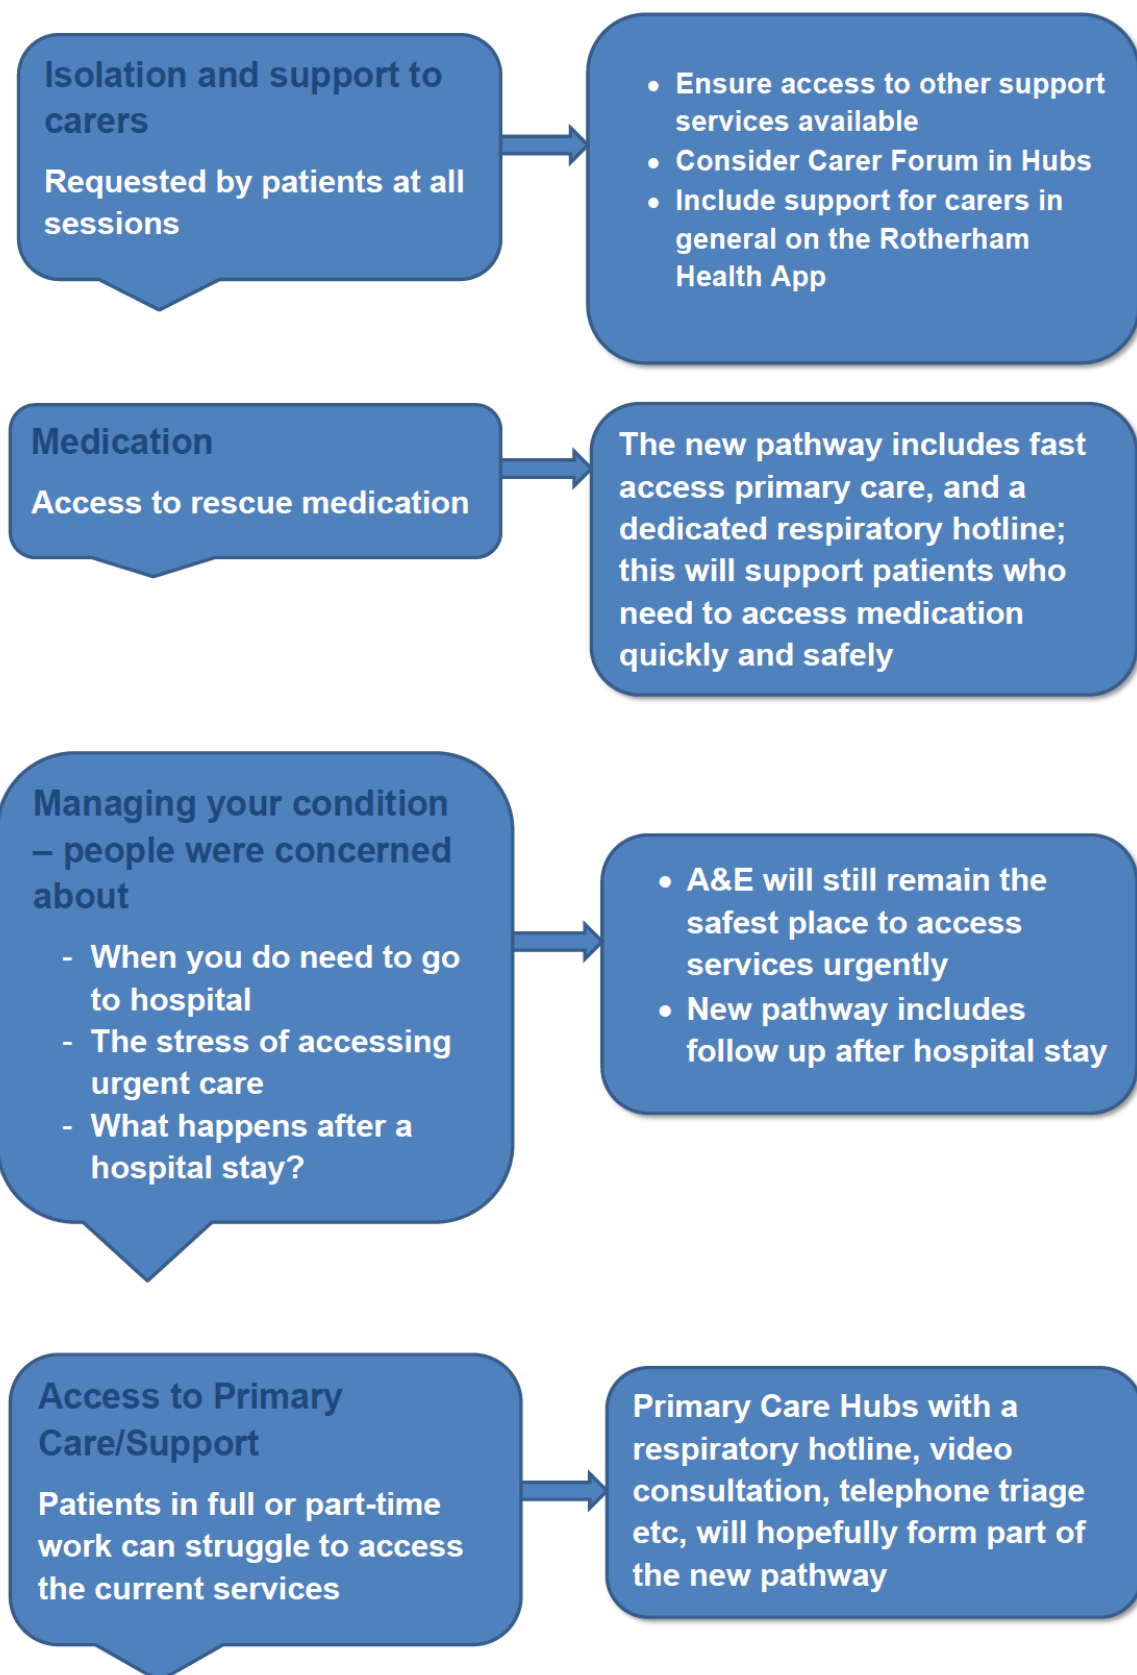 Isolation and support to
carers
Requested by patients at all
sessions
• Ensure access to other support
services available
• Consider Carer Forum in Hubs
• Include support for carers in
general on the Rotherham
Health App
Medication
Access to rescue medication
The new pathway includes fast
access primary care, and a
dedicated respiratory hotline;
this will support patients who
need to access medication
quickly and safely
Managing your condition
– people were concerned
about
- When you do need to go
to hospital
- The stress of accessing
urgent care
- What happens after a
hospital stay?
• A&E will still remain the
safest place to access
services urgently
• New pathway includes
follow up after hospital stay
Access to Primary
Care/Support
Patients in full or part-time
work can struggle to access
the current services
Primary Care Hubs with a
respiratory hotline, video
consultation, telephone triage
etc, will hopefully form part of
the new pathway